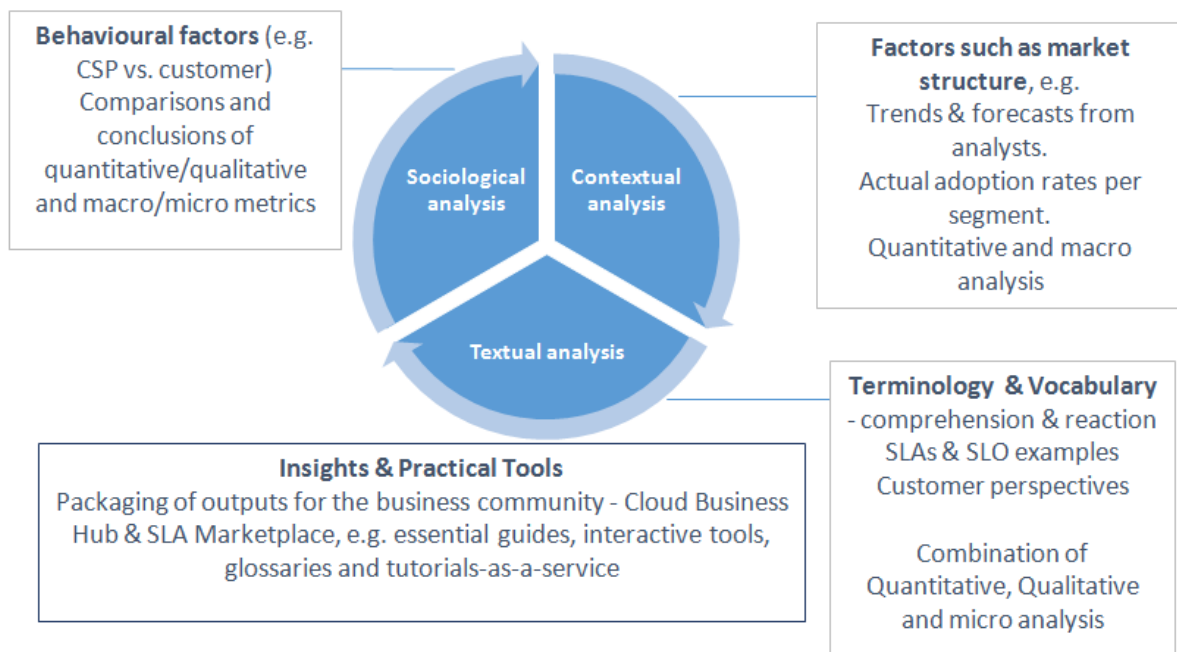 Behavioural factors (e.g.
CSP vs. customer)
Comparisons and
conclusions of
quantitative/qualitative
and macro/micro metrics
Sociological
analysis
Contextual
analysis
Factors such as market
structure, e.g.
Trends & forecasts from
analysts.
Actual adoption rates per
segment.
Quantitative and macro
analysis
Textual analysis
Terminology & Vocabulary
- comprehension & reaction
SLAs & SLO examples
Customer perspectives
Combination of
Quantitative, Qualitative
and micro analysis
Insights & Practical Tools
Packaging of outputs for the business community - Cloud Business
Hub & SLA Marketplace, e.g. essential guides, interactive tools,
glossaries and tutorials-as-a-service